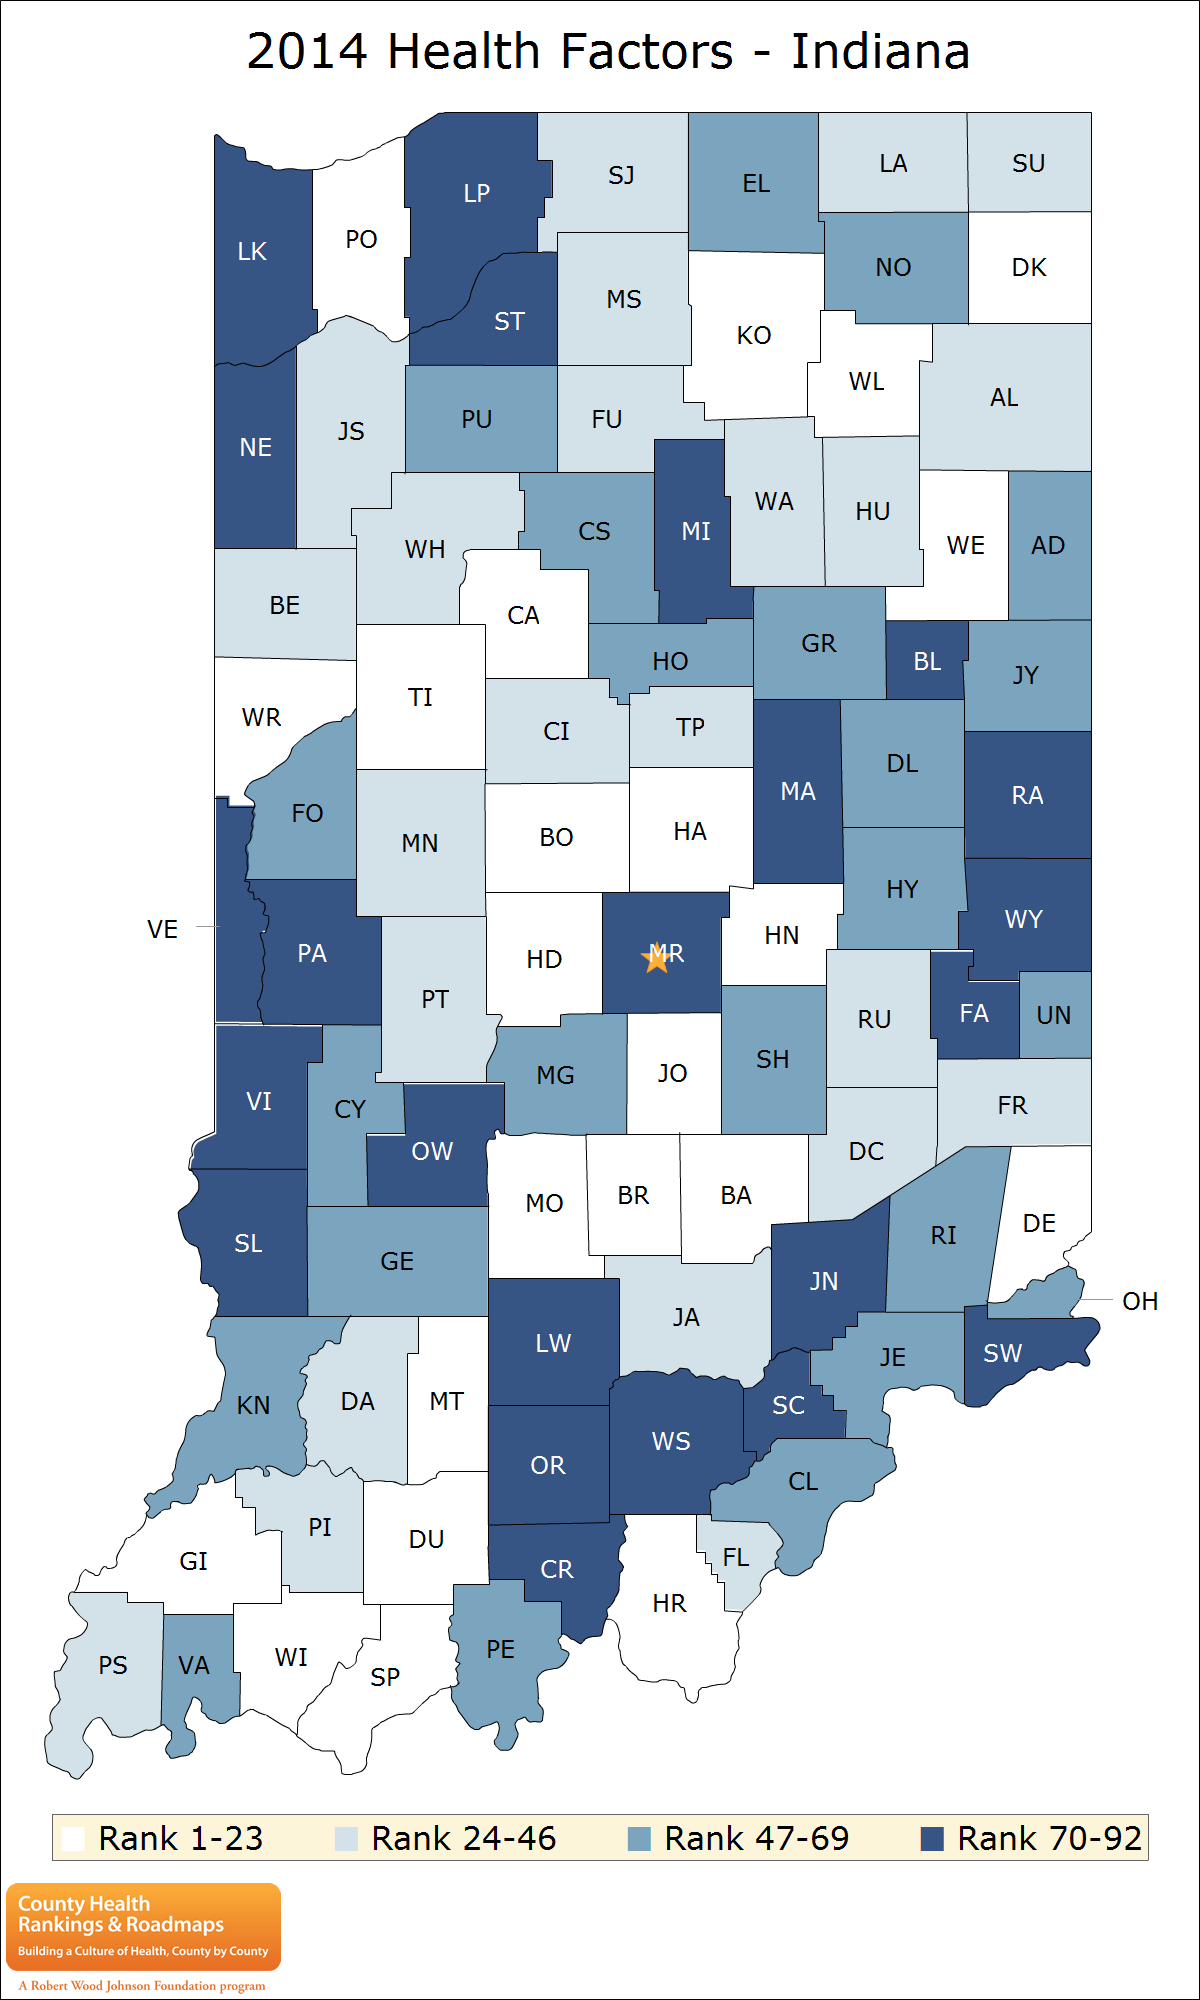 2014 Health Factors - Indiana
LK
PO
LP
SJ
EL
LA
SU
ST
MS
KO
NO
DK
WL
AL
NE
JS
PU
FU
WH
CS
MI
WA
HU
WE
AD
BE
CA
HO
GR
BL
JY
WR
TI
CI
TP
MA
DL
RA
FO
MN
BO
HA
HY
WY
VE
PA
PT
HD
MR
HN
RU
FA
UN
VI
CY
MG
JO
SH
DC
FR
OW
MO
BR
BA
SL
GE
JN
RI
DE
OH
LW
JA
JE
SW
KN
DA
MT
OR
WS
SC
CL
GI
PI
DU
CR
HR
FL
PS
VA
WI
SP
PE
Rank 1-23 Rank 24-46 Rank 47-69 Rank 70-92
County Health
Rankings & Roadmaps
Building a Culture of Health, County by County
A Robert Wood Johnson Foundation program